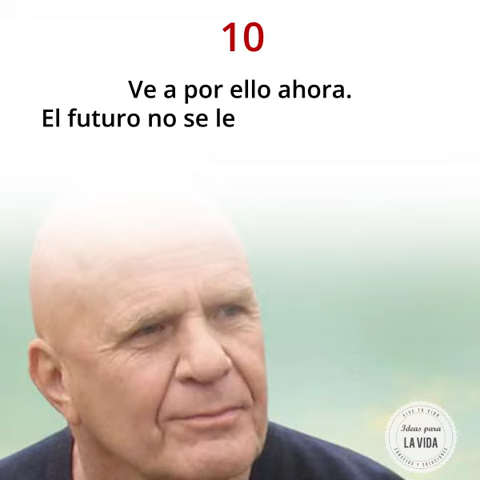 10
Ve a por ello ahora.
El futuro no se le
Ideas para
LA VIDA